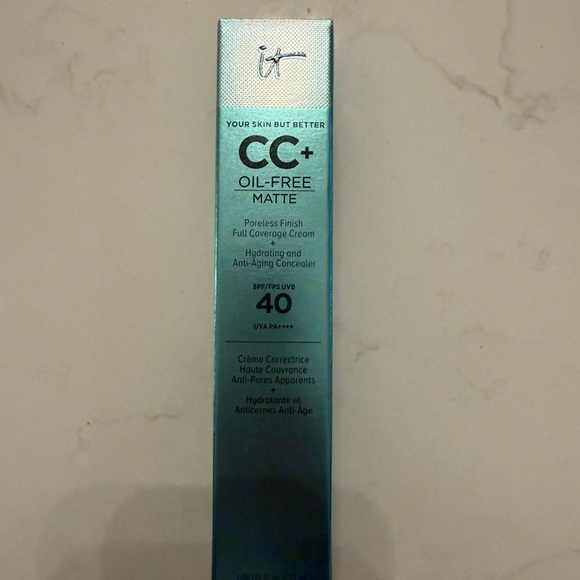 it
YOUR SKIN BUT BETTER
CC+
OIL-FREE
MATTE
Poreless Finish
Full Coverage Cream
+
Hydrating and
Anti-Aging Concealer
SPF/FPS UVB
40
UVA PA++++
Crème Correctrice
Haute Couvrance
Anti-Pores Apparents
+
Hydratante et
Anticernes Anti-Âge